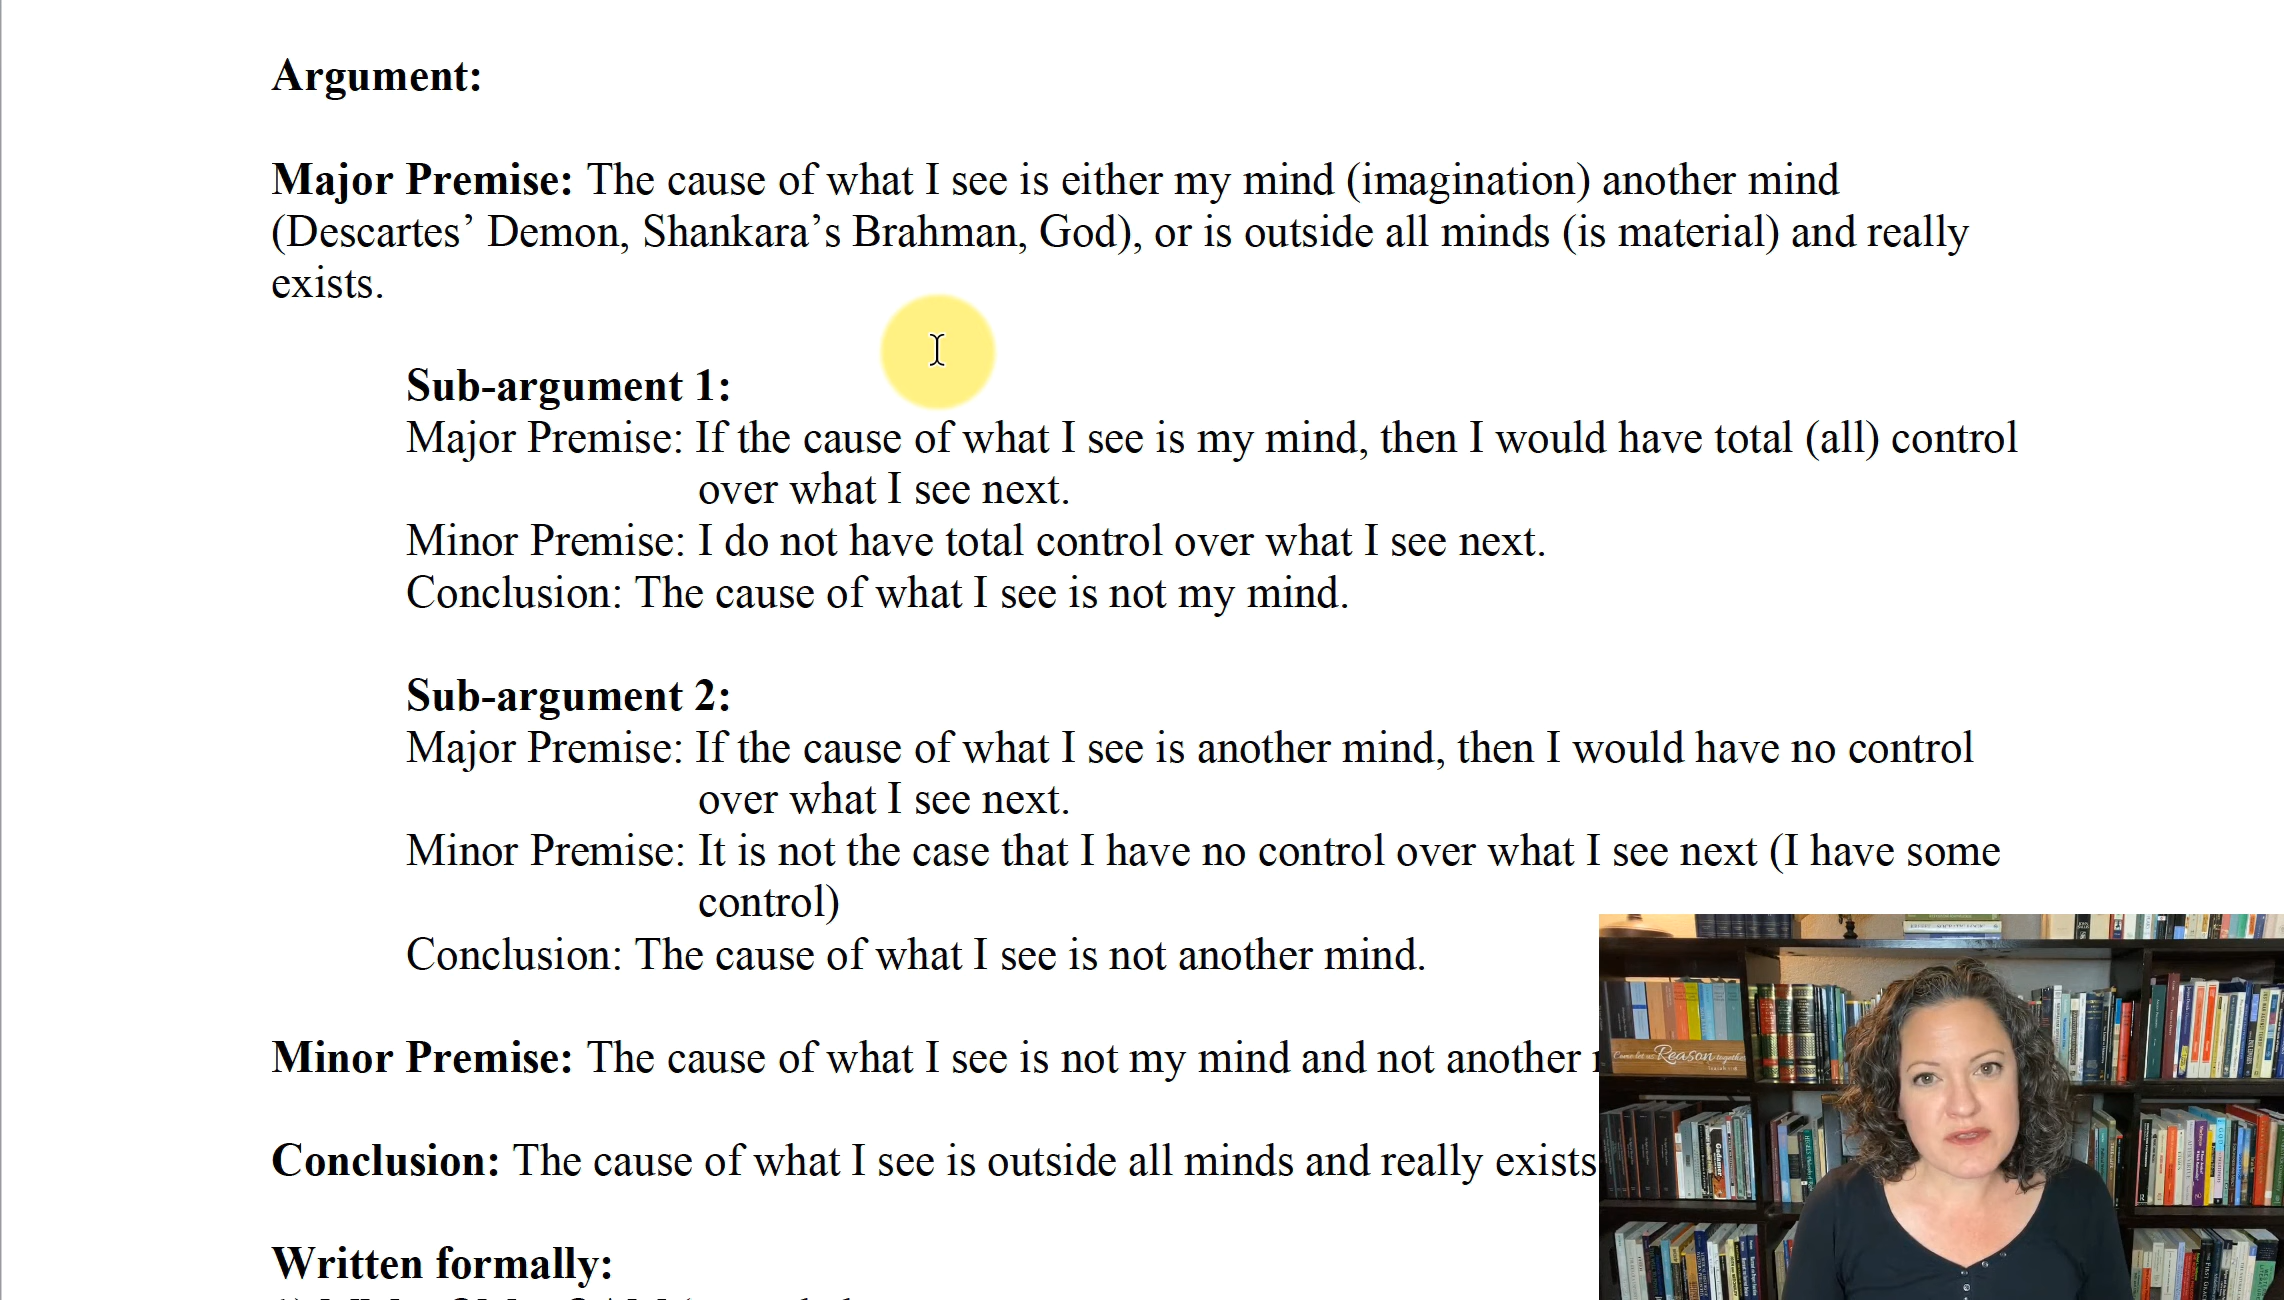 Argument:
Major Premise: The cause of what I see is either my mind (imagination) another mind
(Descartes’ Demon, Shankara’s Brahman, God), or is outside all minds (is material) and really
exists.
Sub-argument 1:
Major Premise: If the cause of what I see is my mind, then I would have total (all) control
over what I see next.
Minor Premise: I do not have total control over what I see next.
Conclusion: The cause of what I see is not my mind.
Sub-argument 2:
Major Premise: If the cause of what I see is another mind, then I would have no control
over what I see next.
Minor Premise: It is not the case that I have no control over what I see next (I have some
control)
Conclusion: The cause of what I see is not another mind.
Minor Premise: The cause of what I see is not my mind and not another
Conclusion: The cause of what I see is outside all minds and really exists
Written formally:
Come let us Reason together